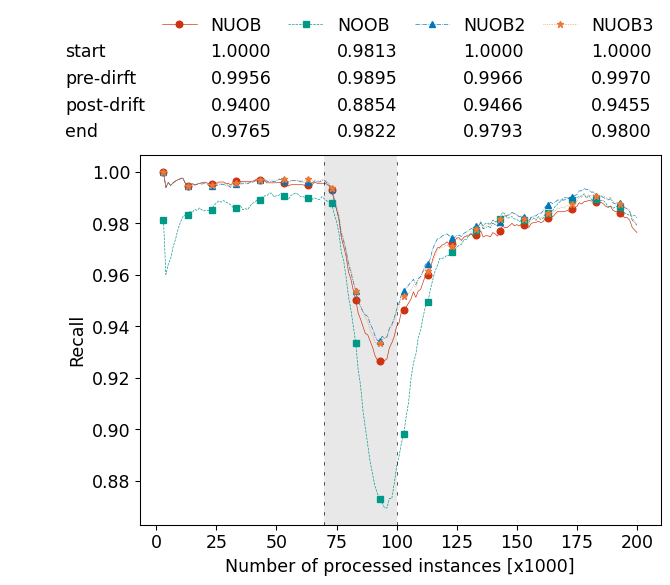 NUOB NOOB NUOB2 NUOB3
start 1.0000 0.9813 1.0000 1.0000
pre-dirft 0.9956 0.9895 0.9966 0.9970
post-drift 0.9400 0.8854 0.9466 0.9455
end 0.9765 0.9822 0.9793 0.9800
1.00
0.98
0.96
0.94
0.92
0.90
0.88
Recall
0 25 50 75 100 125 150 175 200
Number of processed instances [x1000]